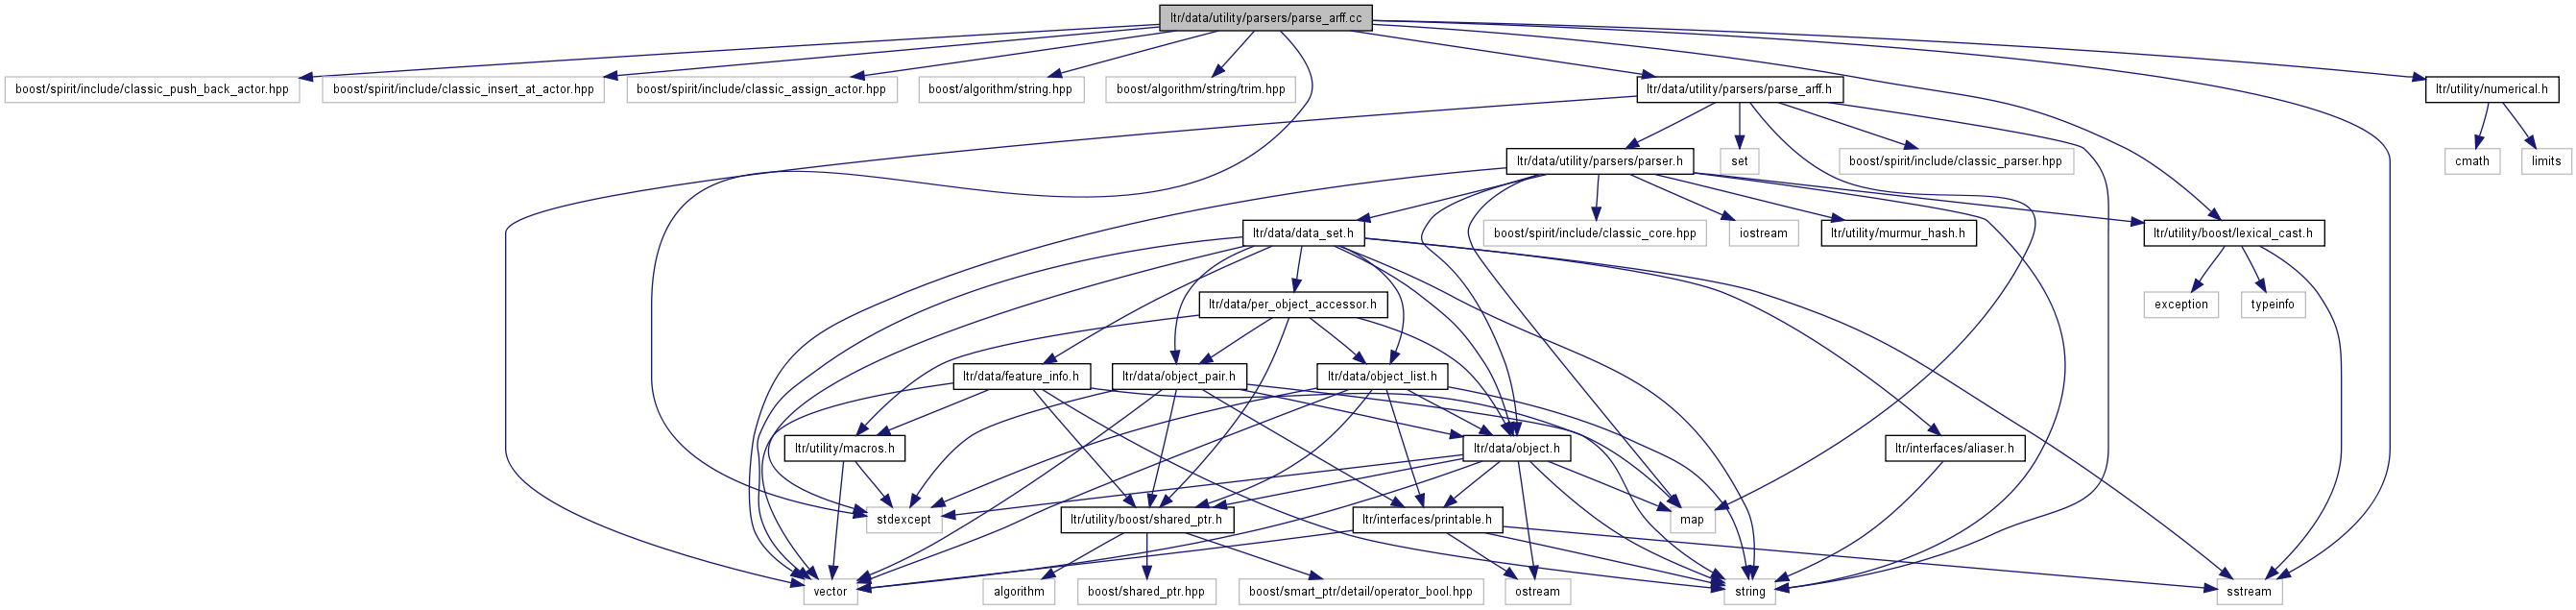 ltr/data/utility/parsers/parse_arff.cc
boost/spirit/include/classic_push_back_actor.hpp
boost/spirit/include/classic_insert_at_actor.hpp
boost/spirit/include/classic_assign_actor.hpp
boost/algorithm/string.hpp
boost/algorithm/string/trim.hpp
ltr/data/utility/parsers/parse_arff.h
ltr/utility/numerical.h
ltr/data/utility/parsers/parser.h
set
boost/spirit/include/classic_parser.hpp
cmath
limits
ltr/data/data_set.h
boost/spirit/include/classic_core.hpp
iostream
ltr/utility/murmur_hash.h
ltr/utility/boost/lexical_cast.h
ltr/data/per_object_accessor.h
exception
typeinfo
ltr/data/feature_info.h
ltr/data/object_pair.h
ltr/data/object_list.h
ltr/utility/macros.h
ltr/data/object.h
ltr/interfaces/aliaser.h
stdexcept
ltr/utility/boost/shared_ptr.h
ltr/interfaces/printable.h
map
vector
algorithm
boost/shared_ptr.hpp
boost/smart_ptr/detail/operator_bool.hpp
ostream
string
sstream